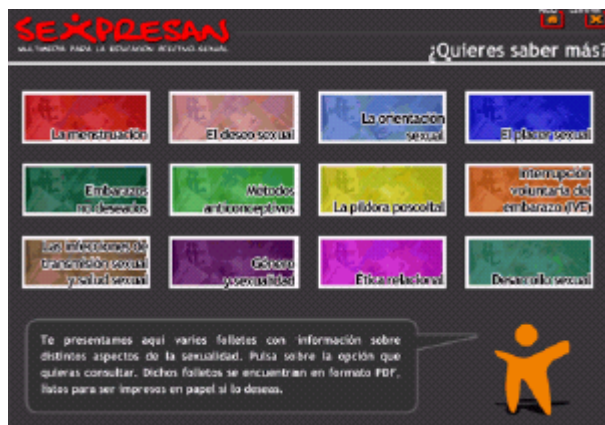 SEXPRESAN
MULTIMEDIA PARA LA EDUCACIÓN AFECTIVO SEXUAL
¿Quieres saber más?
La menstruación
El deseo sexual
La orientación
sexual
El placer sexual
Embarazos
no deseados
Métodos
anticonceptivos
La píldora poscoital
Interrupción
voluntaria del
embarazo (IVE)
Las infecciones de
transmisión sexual
y salud sexual
Género
y sexualidad
Ética relacional
Desarrollo sexual
Te presentamos aquí varios folletos con información sobre
distintos aspectos de la sexualidad. Pulsa sobre la opción que
quieras consultar. Dichos folletos se encuentran en formato PDF,
listos para ser impresos en papel si lo deseas.